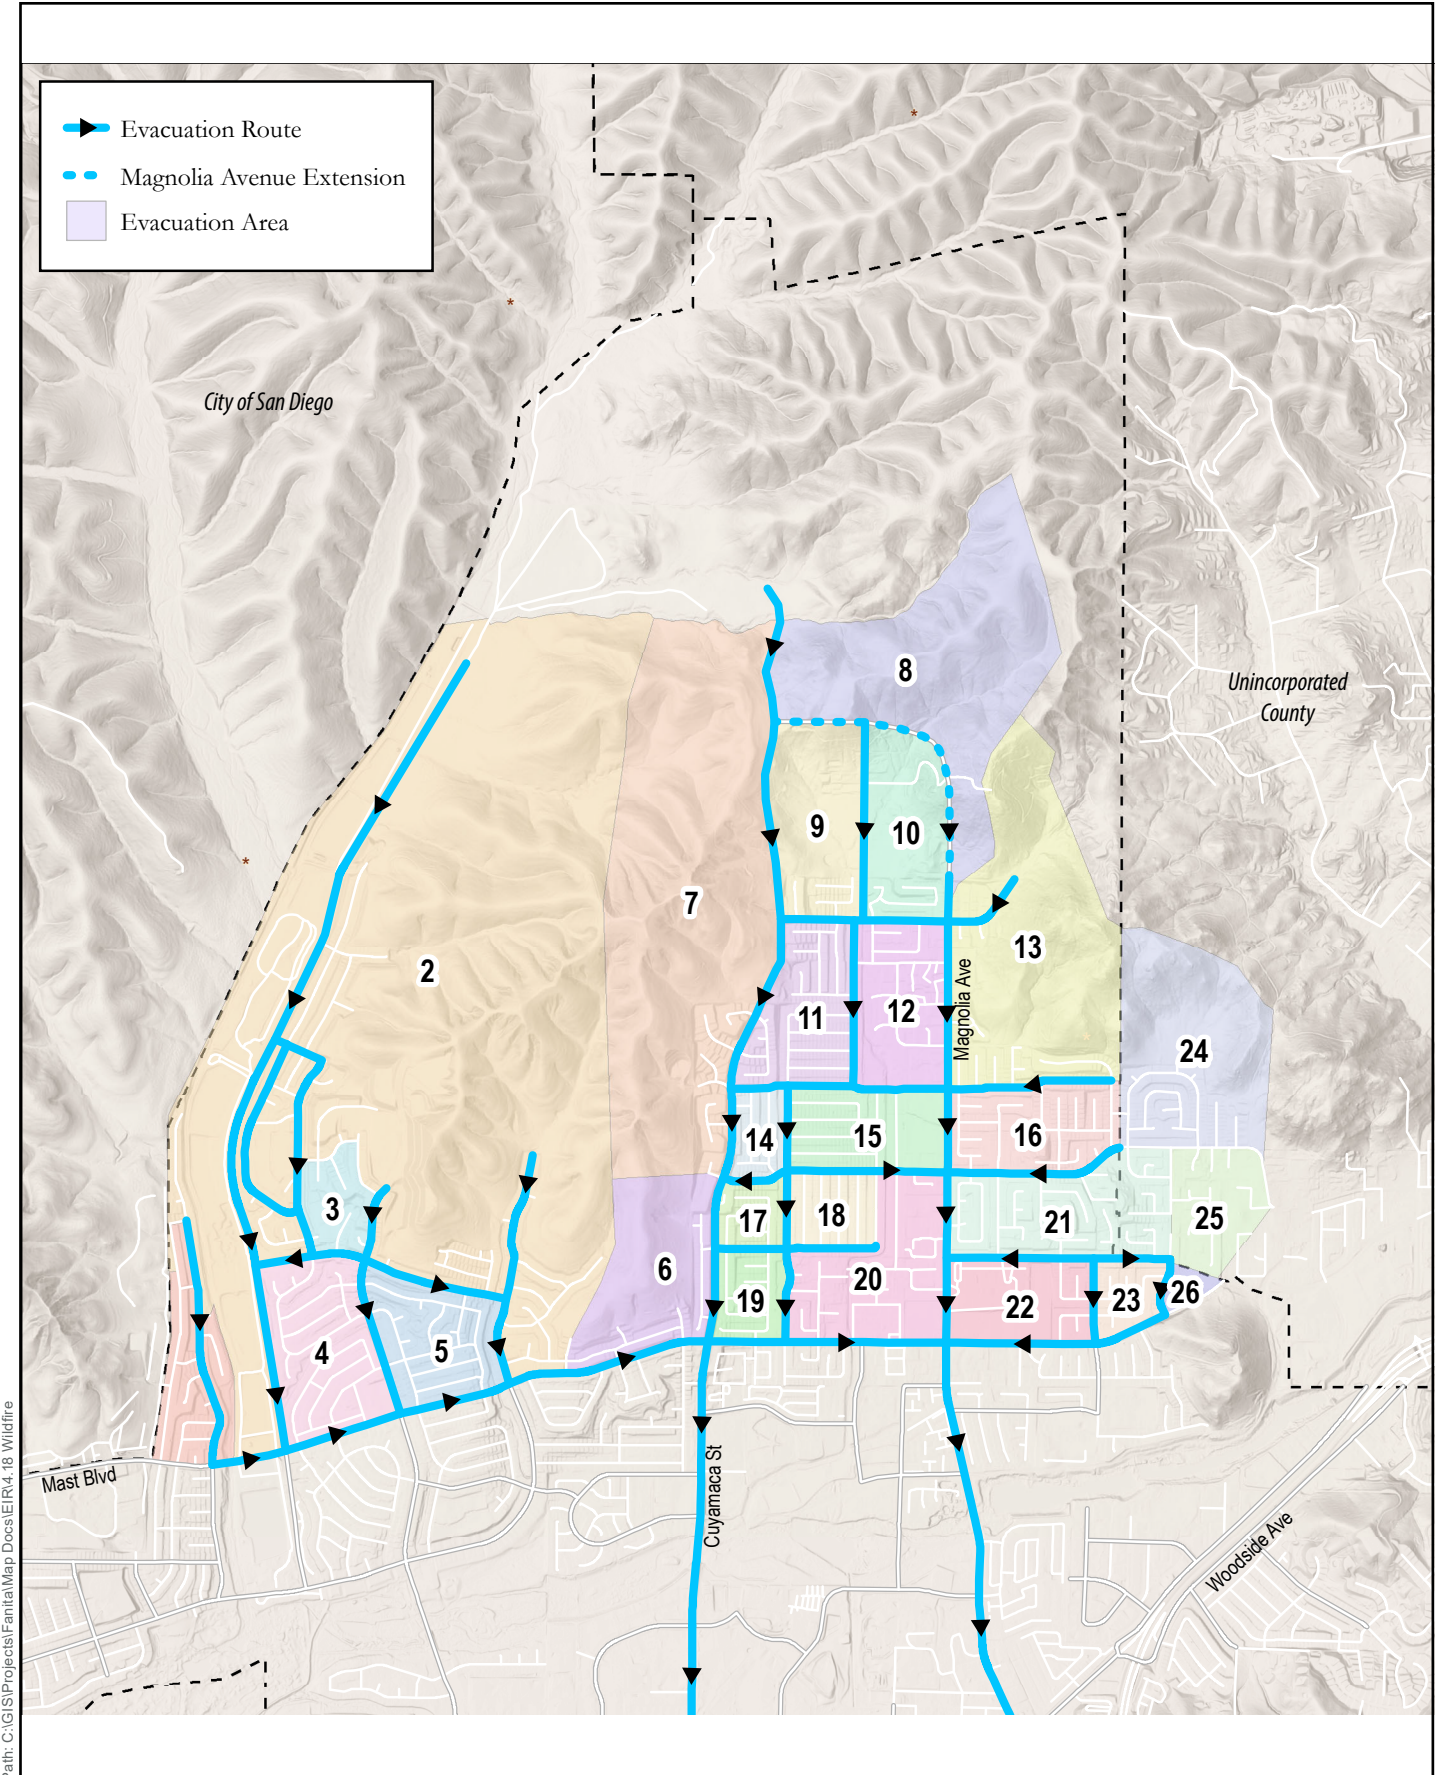 Evacuation Route
Magnolia Avenue Extension
Evacuation Area
City of San Diego
Unincorporated
County
8
9
10
7
13
2
11
12
Magnolia Ave
24
14
15
16
3
17
18
21
25
6
19
20
22
23
26
4
5
Mast Blvd
Cuyamaca St
Woodside Ave
Path: C:\GIS\Projects\Fanita\Map Docs\EIR\4.18 Wildfire